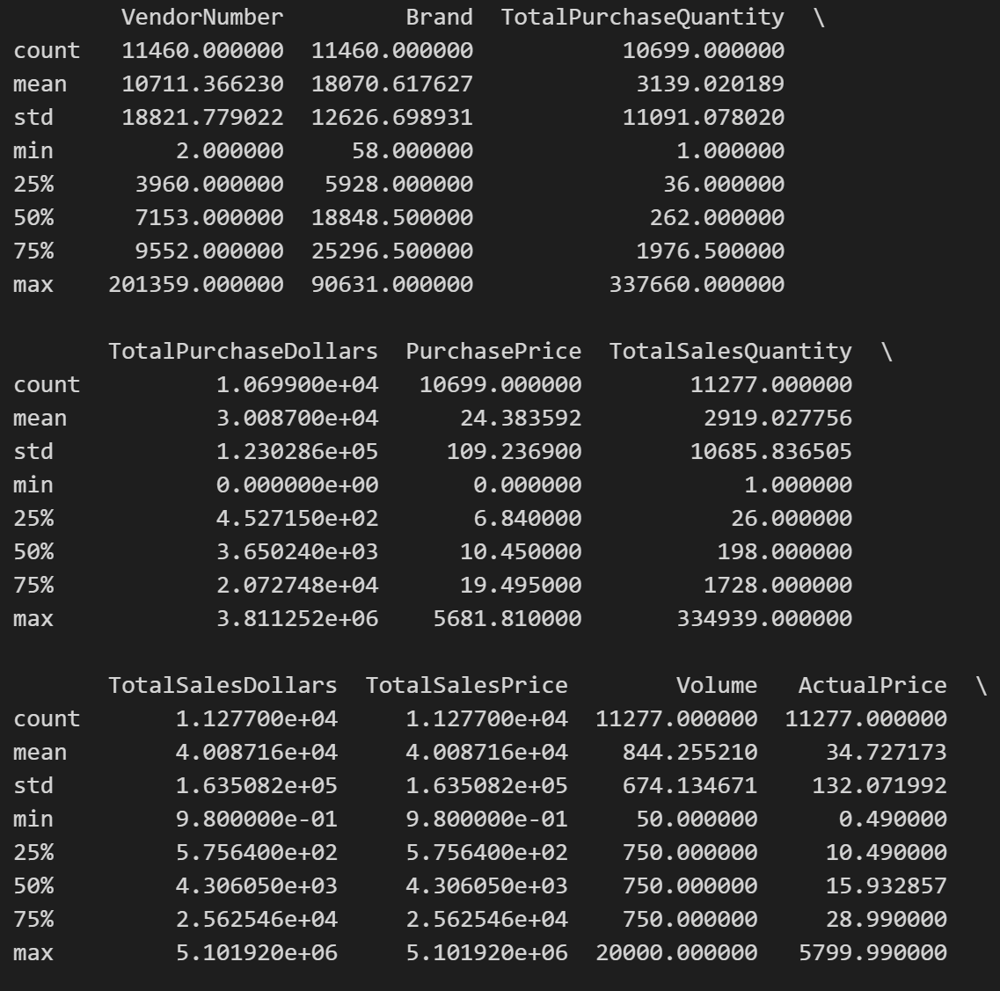 VendorNumber Brand TotalPurchaseQuantity \
count 11460.000000 11460.000000 10699.000000
mean 10711.366230 18070.617627 3139.020189
std 18821.779022 12626.698931 11091.078020
min 2.000000 58.000000 1.000000
25% 3960.000000 5928.000000 36.000000
50% 7153.000000 18848.500000 262.000000
75% 9552.000000 25296.500000 1976.500000
max 201359.000000 90631.000000 337660.000000
TotalPurchaseDollars PurchasePrice TotalSalesQuantity \
count 1.069900e+04 10699.000000 11277.000000
mean 3.008700e+04 24.383592 2919.027756
std 1.230286e+05 109.236900 10685.836505
min 0.000000e+00 0.000000 1.000000
25% 4.527150e+02 6.840000 26.000000
50% 3.650240e+03 10.450000 198.000000
75% 2.072748e+04 19.495000 1728.000000
max 3.811252e+06 5681.810000 334939.000000
TotalSalesDollars TotalSalesPrice Volume ActualPrice \
count 1.127700e+04 1.127700e+04 11277.000000 11277.000000
mean 4.008716e+04 4.008716e+04 844.255210 34.727173
std 1.635082e+05 1.635082e+05 674.134671 132.071992
min 9.800000e-01 9.800000e-01 50.000000 0.490000
25% 5.756400e+02 5.756400e+02 750.000000 10.490000
50% 4.306050e+03 4.306050e+03 750.000000 15.932857
75% 2.562546e+04 2.562546e+04 750.000000 28.990000
max 5.101920e+06 5.101920e+06 20000.000000 5799.990000